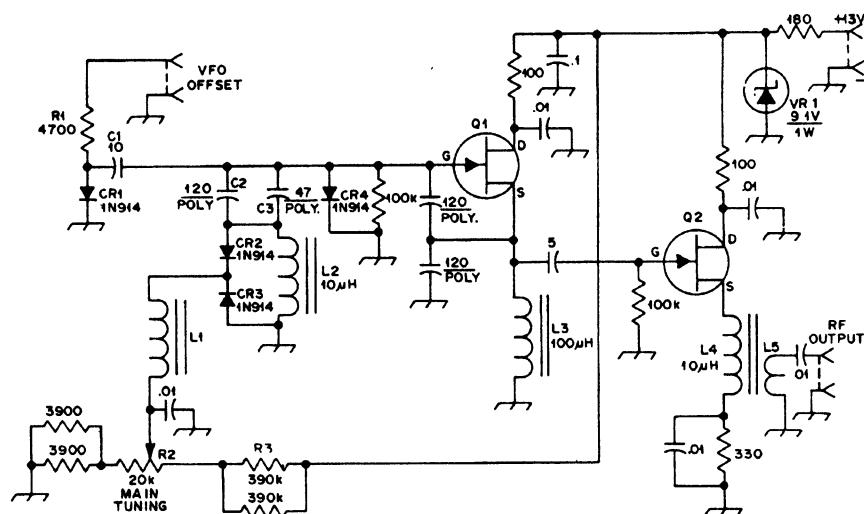 VFO
OFFSET
R1
4700
C1
10
CR1
1N914
C2
120
POLY
47
POLY.
C3
CR4
1N914
100k
120
POLY.
120
POLY
CR2
1N914
CR3
1N914
L2
10µH
L1
.01
3900
3900
R2
20k
MAIN
TUNING
R3
390k
390k
Q1
G
D
S
100
.1
.01
5
L3
100µH
100k
Q2
G
D
S
100
.01
180
VR1
9.1V
1W
L4
10µH
L5
RF
OUTPUT
.01
.01
330